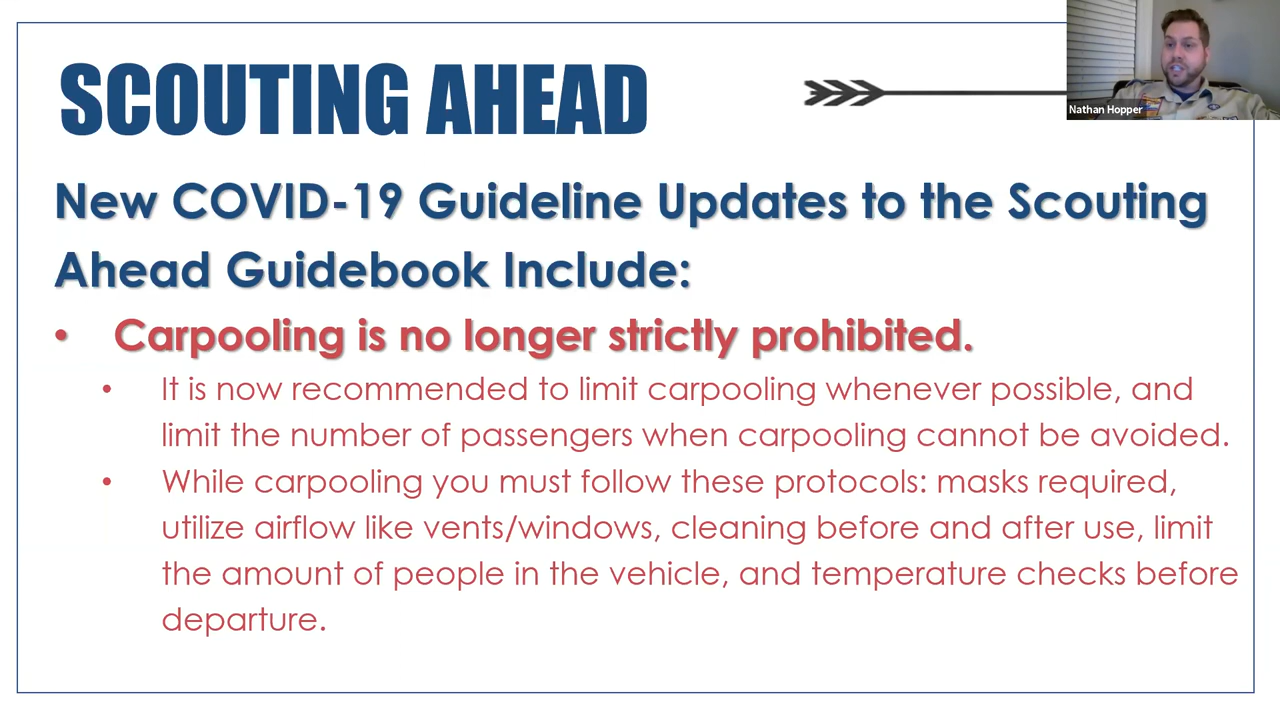 SCOUTING AHEAD
Nathan Hopper
New COVID-19 Guideline Updates to the Scouting
Ahead Guidebook Include:
• Carpooling is no longer strictly prohibited.
• It is now recommended to limit carpooling whenever possible, and
limit the number of passengers when carpooling cannot be avoided.
• While carpooling you must follow these protocols: masks required,
utilize airflow like vents/windows, cleaning before and after use, limit
the amount of people in the vehicle, and temperature checks before
departure.